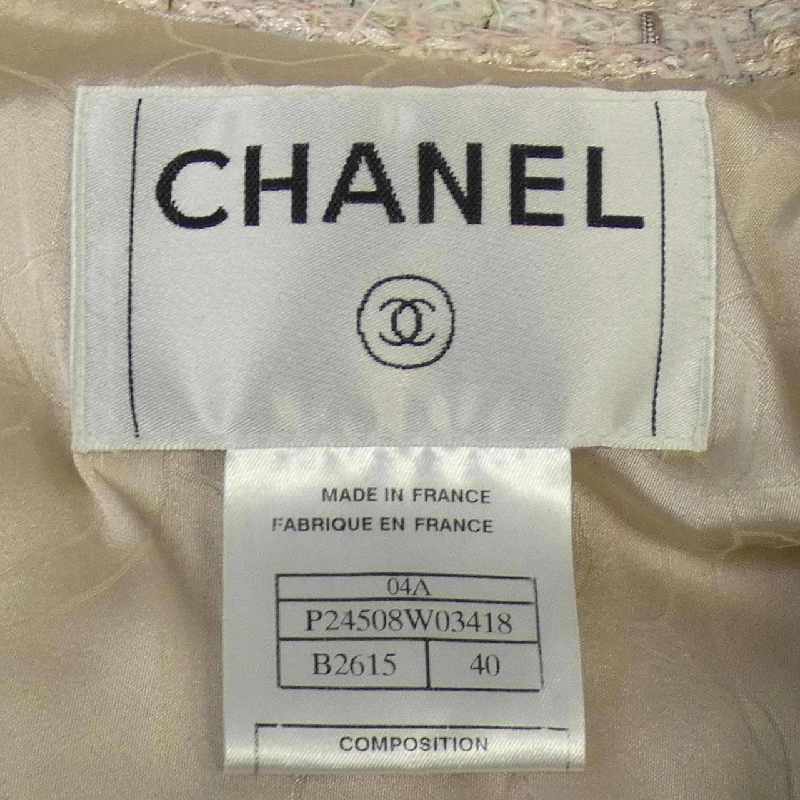 CHANEL
MADE IN FRANCE
FABRIQUE EN FRANCE
04A
P24508W03418
B2615 40
COMPOSITION